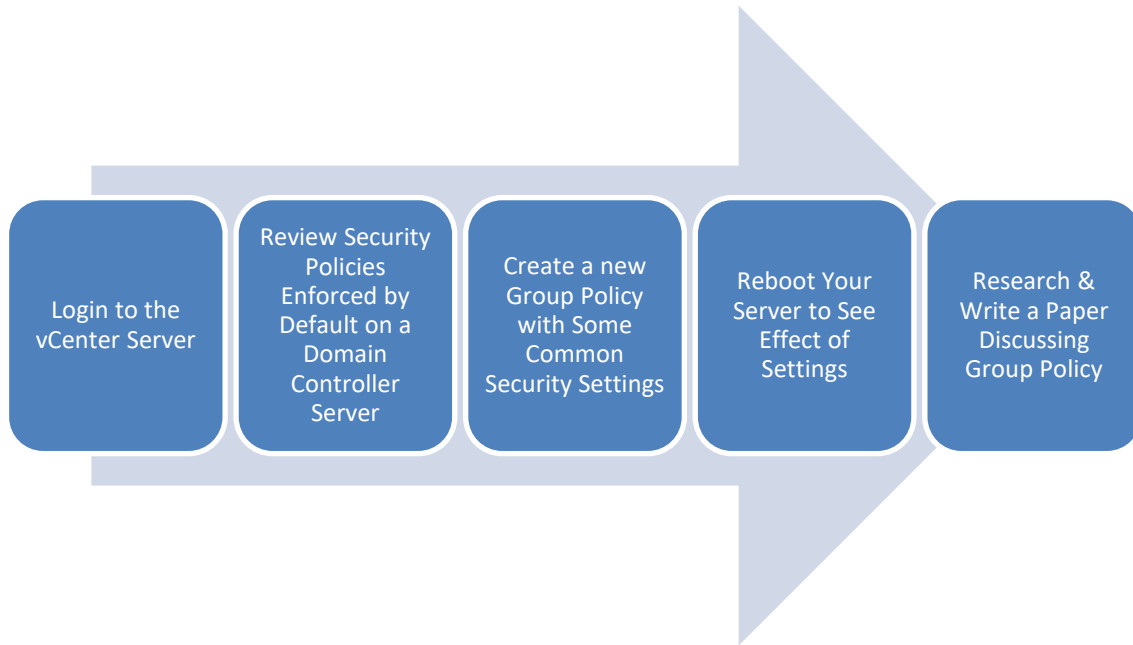 Login to the
vCenter Server
Review Security
Policies
Enforced by
Default on a
Domain
Controller
Server
Create a new
Group Policy
with Some
Common
Security Settings
Reboot Your
Server to See
Effect of
Settings
Research &
Write a Paper
Discussing
Group Policy